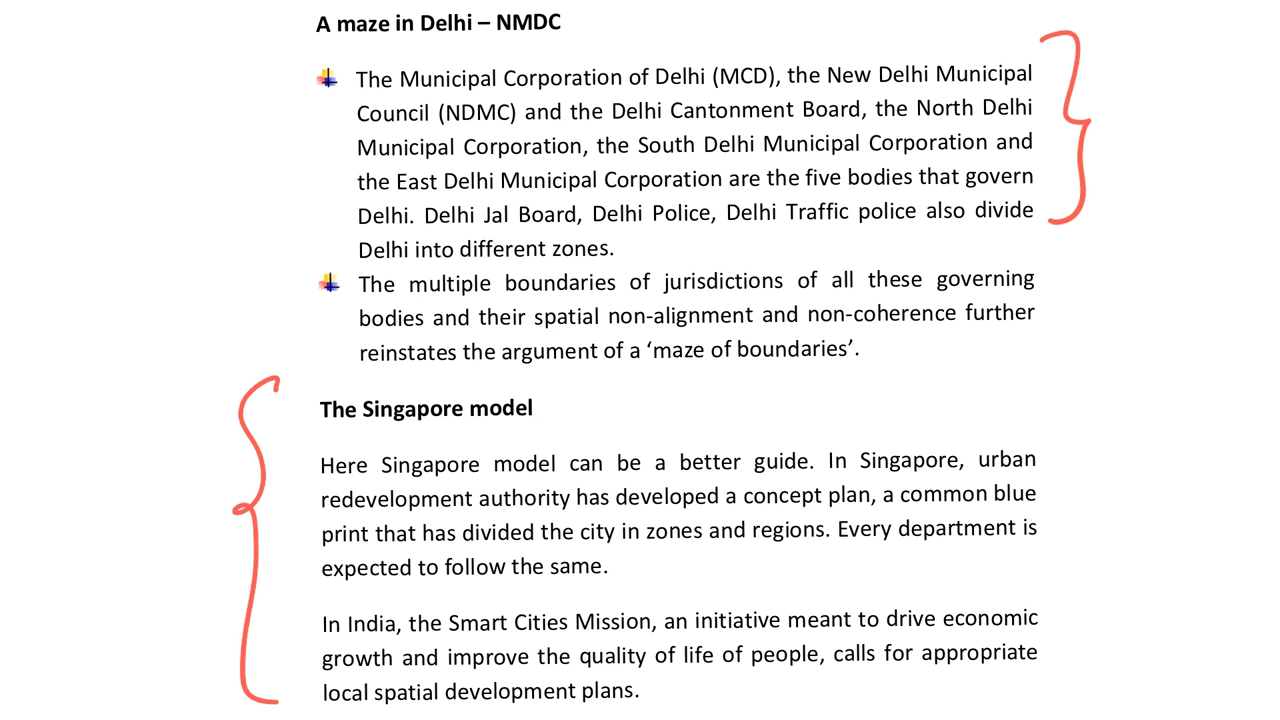 A maze in Delhi – NMDC
The Municipal Corporation of Delhi (MCD), the New Delhi Municipal
Council (NDMC) and the Delhi Cantonment Board, the North Delhi
Municipal Corporation, the South Delhi Municipal Corporation and
the East Delhi Municipal Corporation are the five bodies that govern
Delhi. Delhi Jal Board, Delhi Police, Delhi Traffic police also divide
Delhi into different zones.
The multiple boundaries of jurisdictions of all these governing
bodies and their spatial non-alignment and non-coherence further
reinstates the argument of a ‘maze of boundaries’.
The Singapore model
Here Singapore model can be a better guide. In Singapore, urban
redevelopment authority has developed a concept plan, a common blue
print that has divided the city in zones and regions. Every department is
expected to follow the same.
In India, the Smart Cities Mission, an initiative meant to drive economic
growth and improve the quality of life of people, calls for appropriate
local spatial development plans.